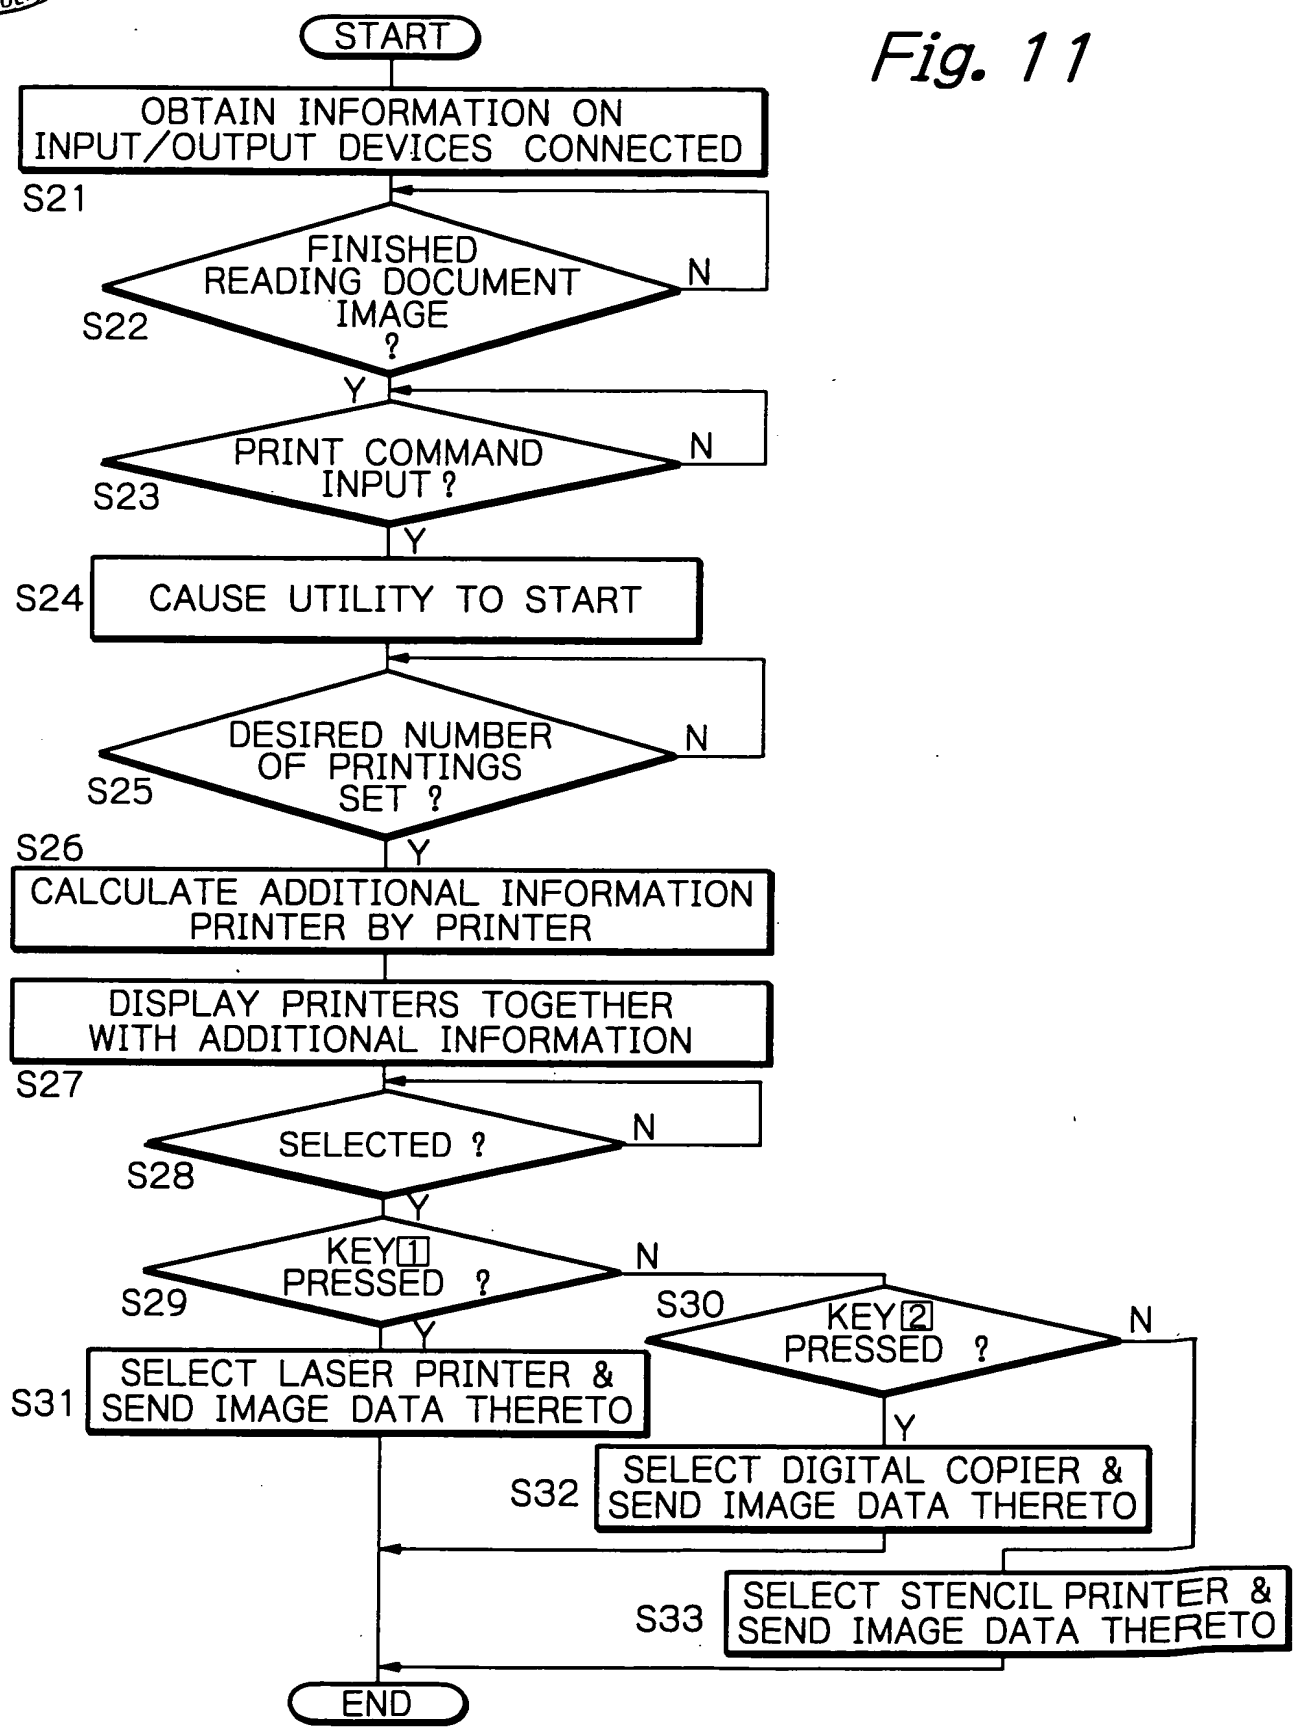 Fig. 11
START
OBTAIN INFORMATION ON
INPUT/OUTPUT DEVICES CONNECTED
S21
FINISHED
READING DOCUMENT
IMAGE
?
N
S22
Y
PRINT COMMAND
INPUT ?
N
S23
Y
S24
CAUSE UTILITY TO START
DESIRED NUMBER
OF PRINTINGS
SET ?
N
S25
Y
S26
CALCULATE ADDITIONAL INFORMATION
PRINTER BY PRINTER
DISPLAY PRINTERS TOGETHER
WITH ADDITIONAL INFORMATION
S27
SELECTED ?
N
S28
Y
KEY 1
PRESSED ?
N
S29
Y
S30
KEY 2
PRESSED ?
N
Y
S31
SELECT LASER PRINTER &
SEND IMAGE DATA THERETO
S32
SELECT DIGITAL COPIER &
SEND IMAGE DATA THERETO
S33
SELECT STENCIL PRINTER &
SEND IMAGE DATA THERETO
END